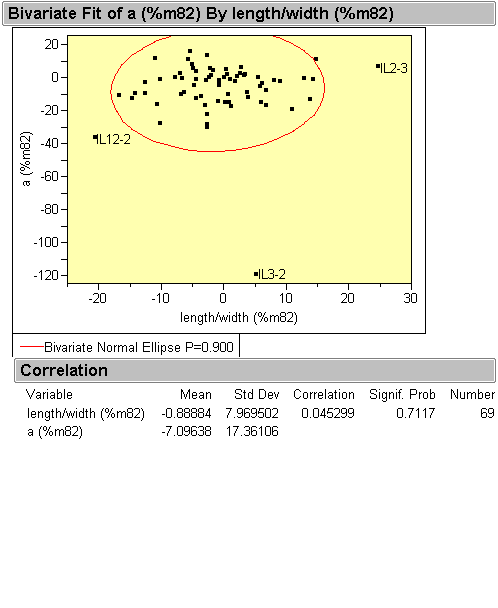 Bivariate Fit of a (%m82) By length/width (%m82)
20
0
-20
-40
-60
-80
-100
-120
a (%m82)
IL2-3
IL12-2
IL3-2
-20 -10 0 10 20 30
length/width (%m82)
Bivariate Normal Ellipse P=0.900
Correlation
Variable Mean Std Dev Correlation Signif. Prob Number
length/width (%m82) -0.88884 7.969502 0.045299 0.7117 69
a (%m82) -7.09638 17.36106